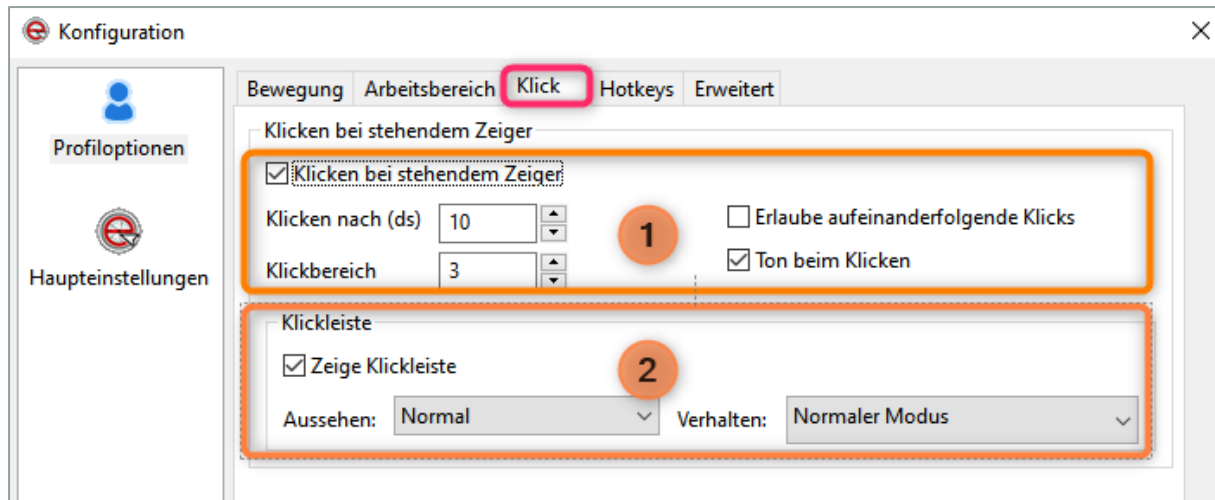 Konfiguration
Profiloptionen
Haupteinstellungen
Bewegung Arbeitsbereich Klick Hotkeys Erweitert
Klicken bei stehendem Zeiger
Klicken bei stehendem Zeiger
Klicken nach (ds) 10
Erlaube aufeinanderfolgende Klicks
1
Klickbereich 3
Ton beim Klicken
Klickleiste
Zeige Klickleiste
2
Aussehen: Normal Verhalten: Normaler Modus